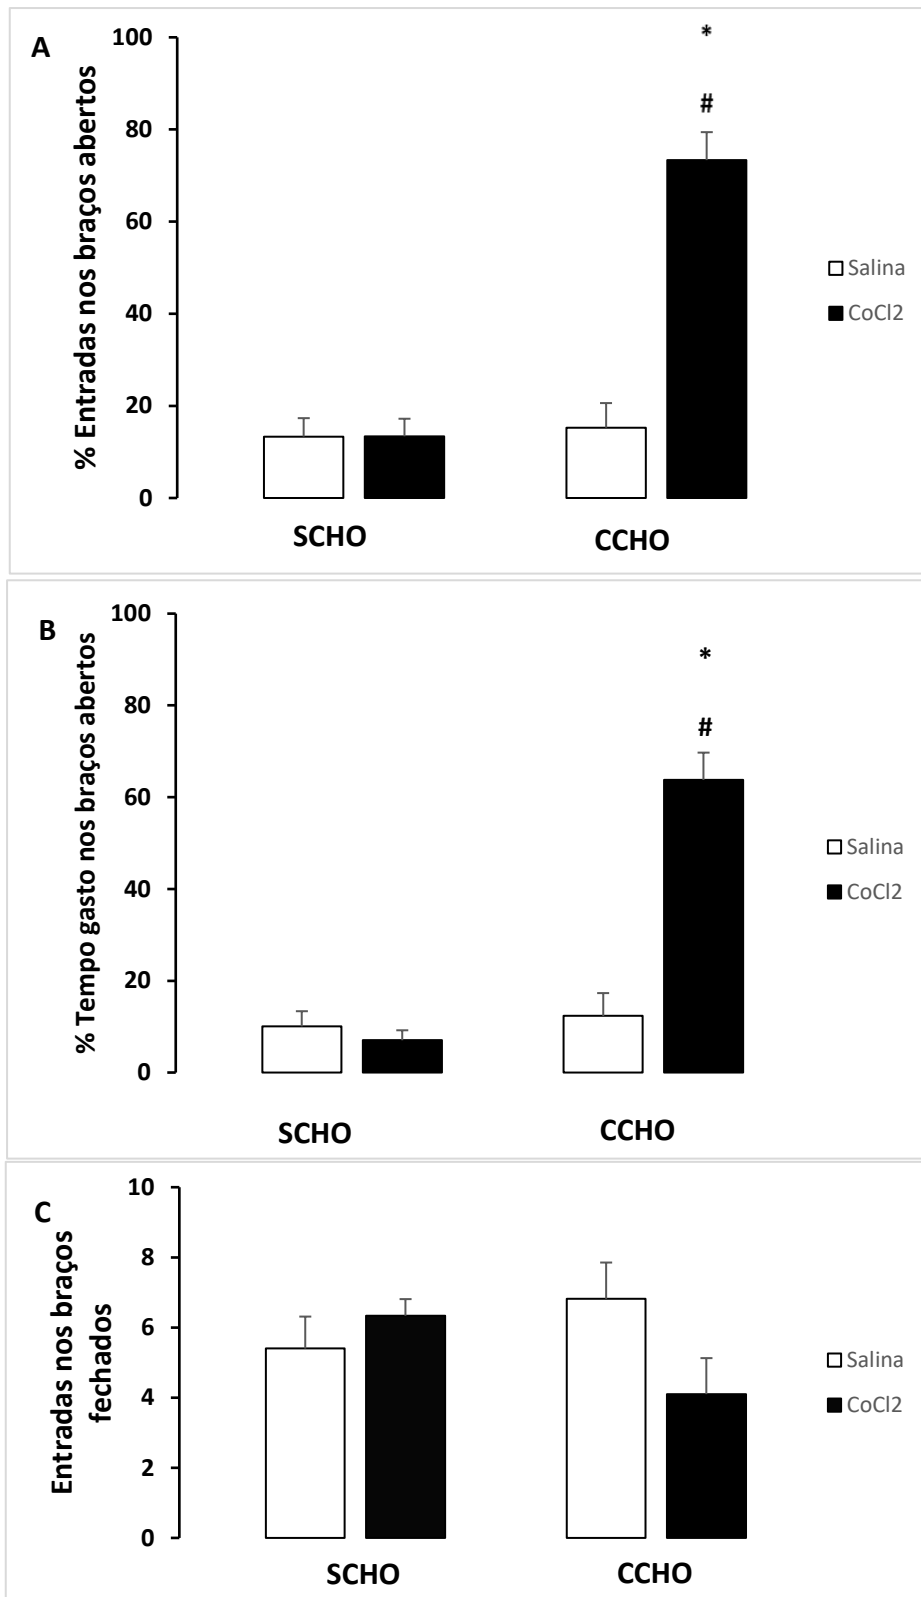 A
% Entradas nos braços abertos
100
80
60
40
20
0
*
#
SCHO
CCHO
Salina
CoCl2
B
% Tempo gasto nos braços abertos
100
80
60
40
20
0
*
#
SCHO
CCHO
Salina
CoCl2
C
Entradas nos braços
fechados
10
8
6
4
2
0
SCHO
CCHO
Salina
CoCl2